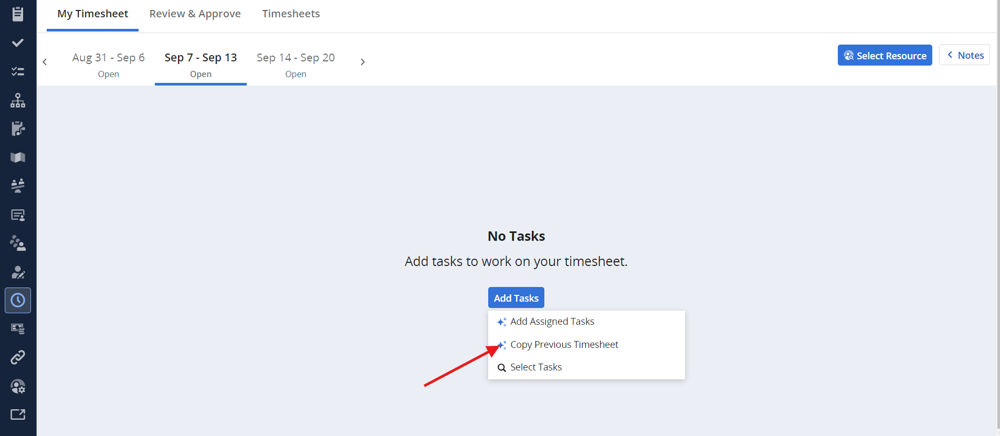 My Timesheet Review & Approve Timesheets
Aug 31 - Sep 6 Sep 7 - Sep 13 Sep 14 - Sep 20
Open Open Open
Select Resource Notes
No Tasks
Add tasks to work on your timesheet.
Add Tasks
Add Assigned Tasks
Copy Previous Timesheet
Select Tasks